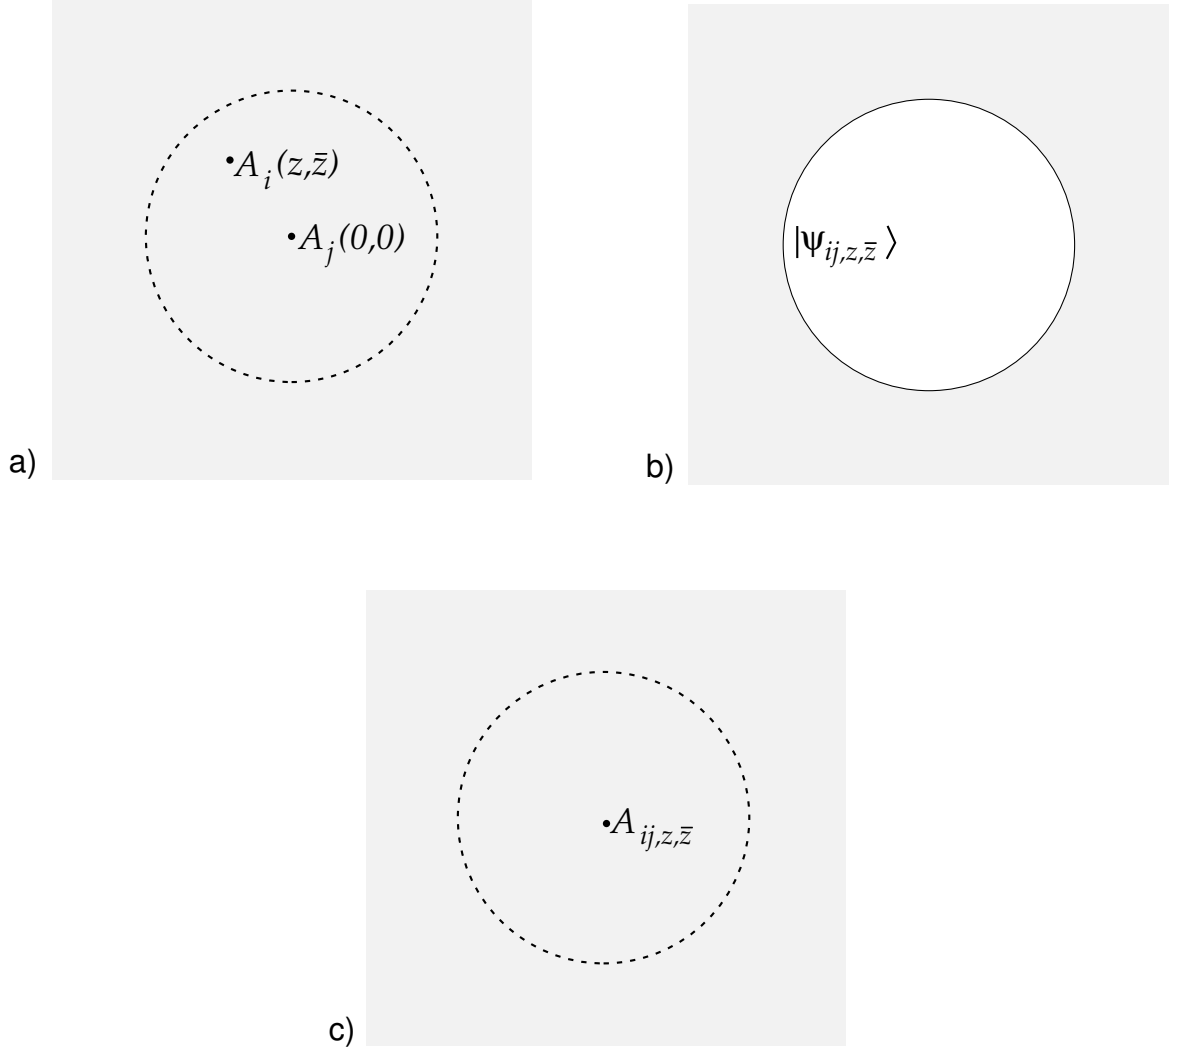 A_i(z,z̄)
A_j(0,0)
a)
|ψ_{ij,z,z̄} ⟩
b)
A_{ij,z,z̄}
c)